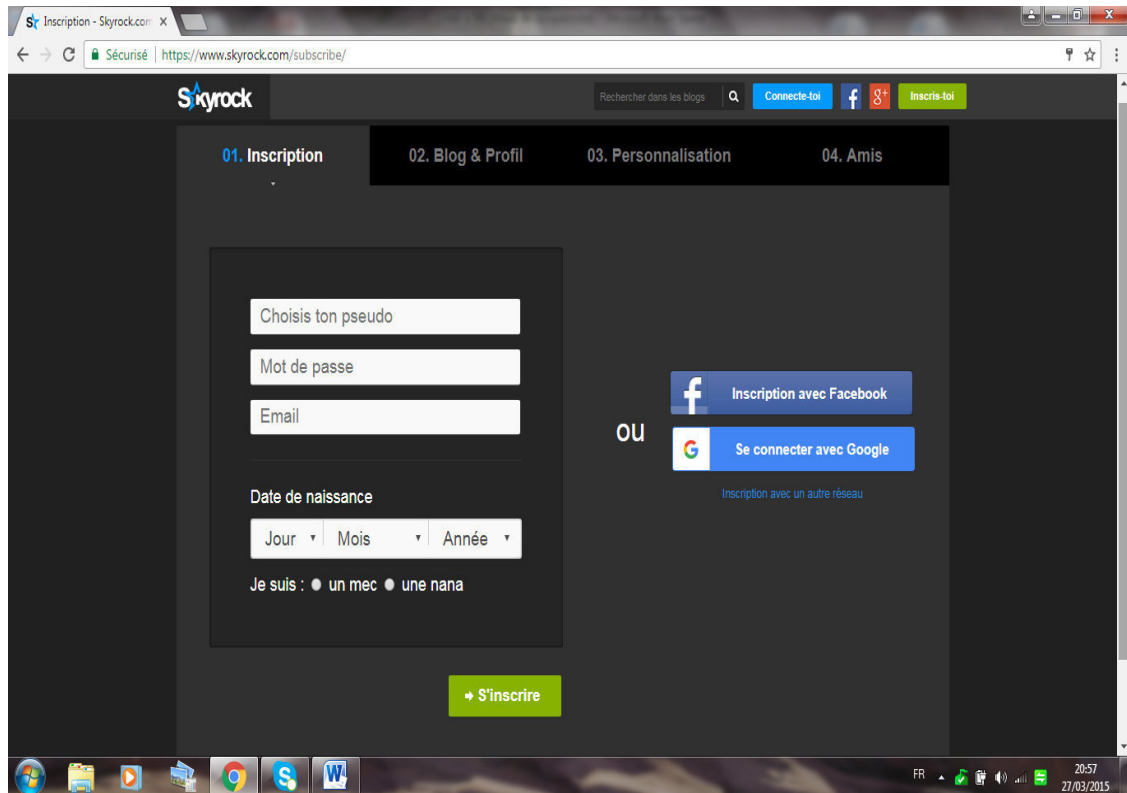 Inscription - Skyrock.com
Sécurisé | https://www.skyrock.com/subscribe/
Skyrock
Rechercher dans les blogs
Connecte-toi
Inscris-toi
01. Inscription
02. Blog & Profil
03. Personnalisation
04. Amis
Choisis ton pseudo
Mot de passe
Email
Date de naissance
Jour Mois Année
Je suis : un mec une nana
S'inscrire
ou
Inscription avec Facebook
Se connecter avec Google
Inscription avec un autre réseau
FR
20:57
27/03/2015